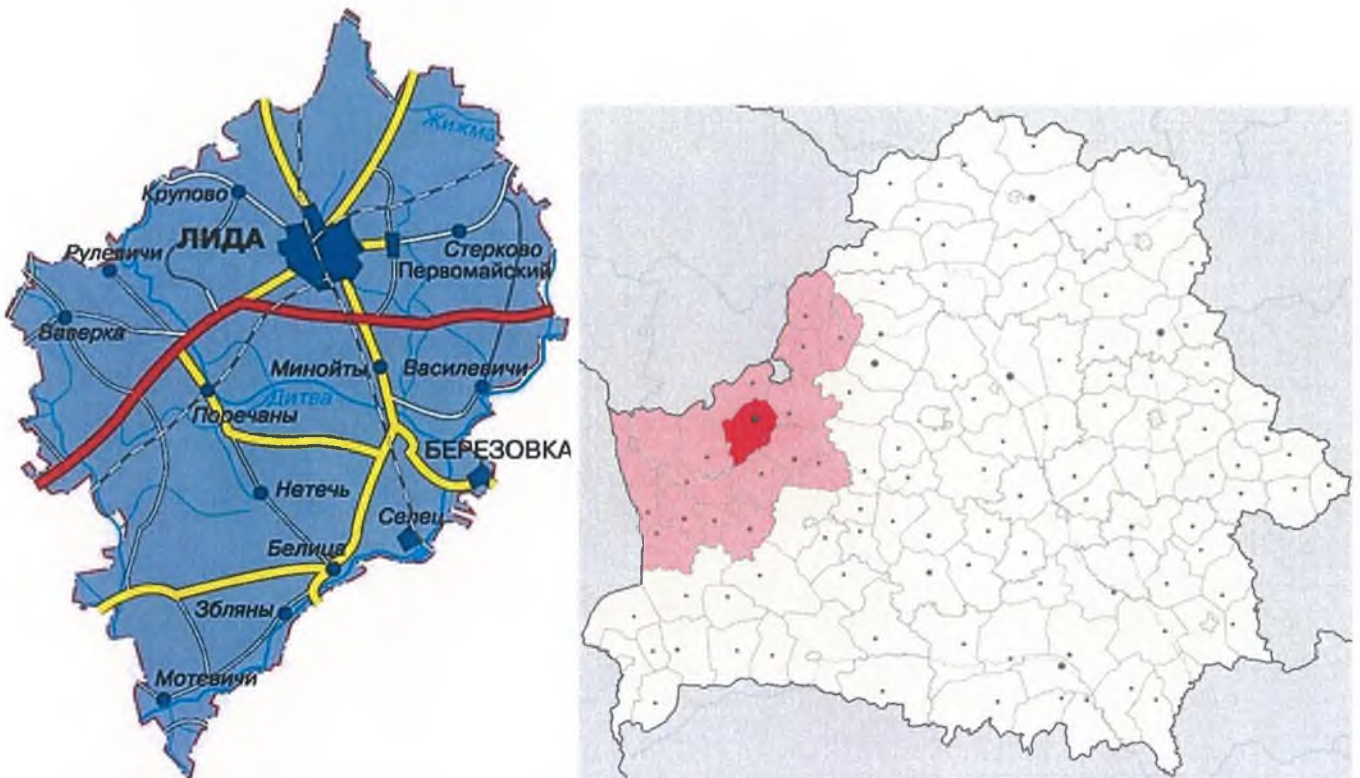 Жижма
Крупово
ЛИДА
Рулевичи
Стерково
Первомайский
Ваверка
Минойты
Василевичи
Дитва
Поречаны
БЕРЕЗОВКА
Нетечь
Селец
Белица
Збляны
Мотевичи